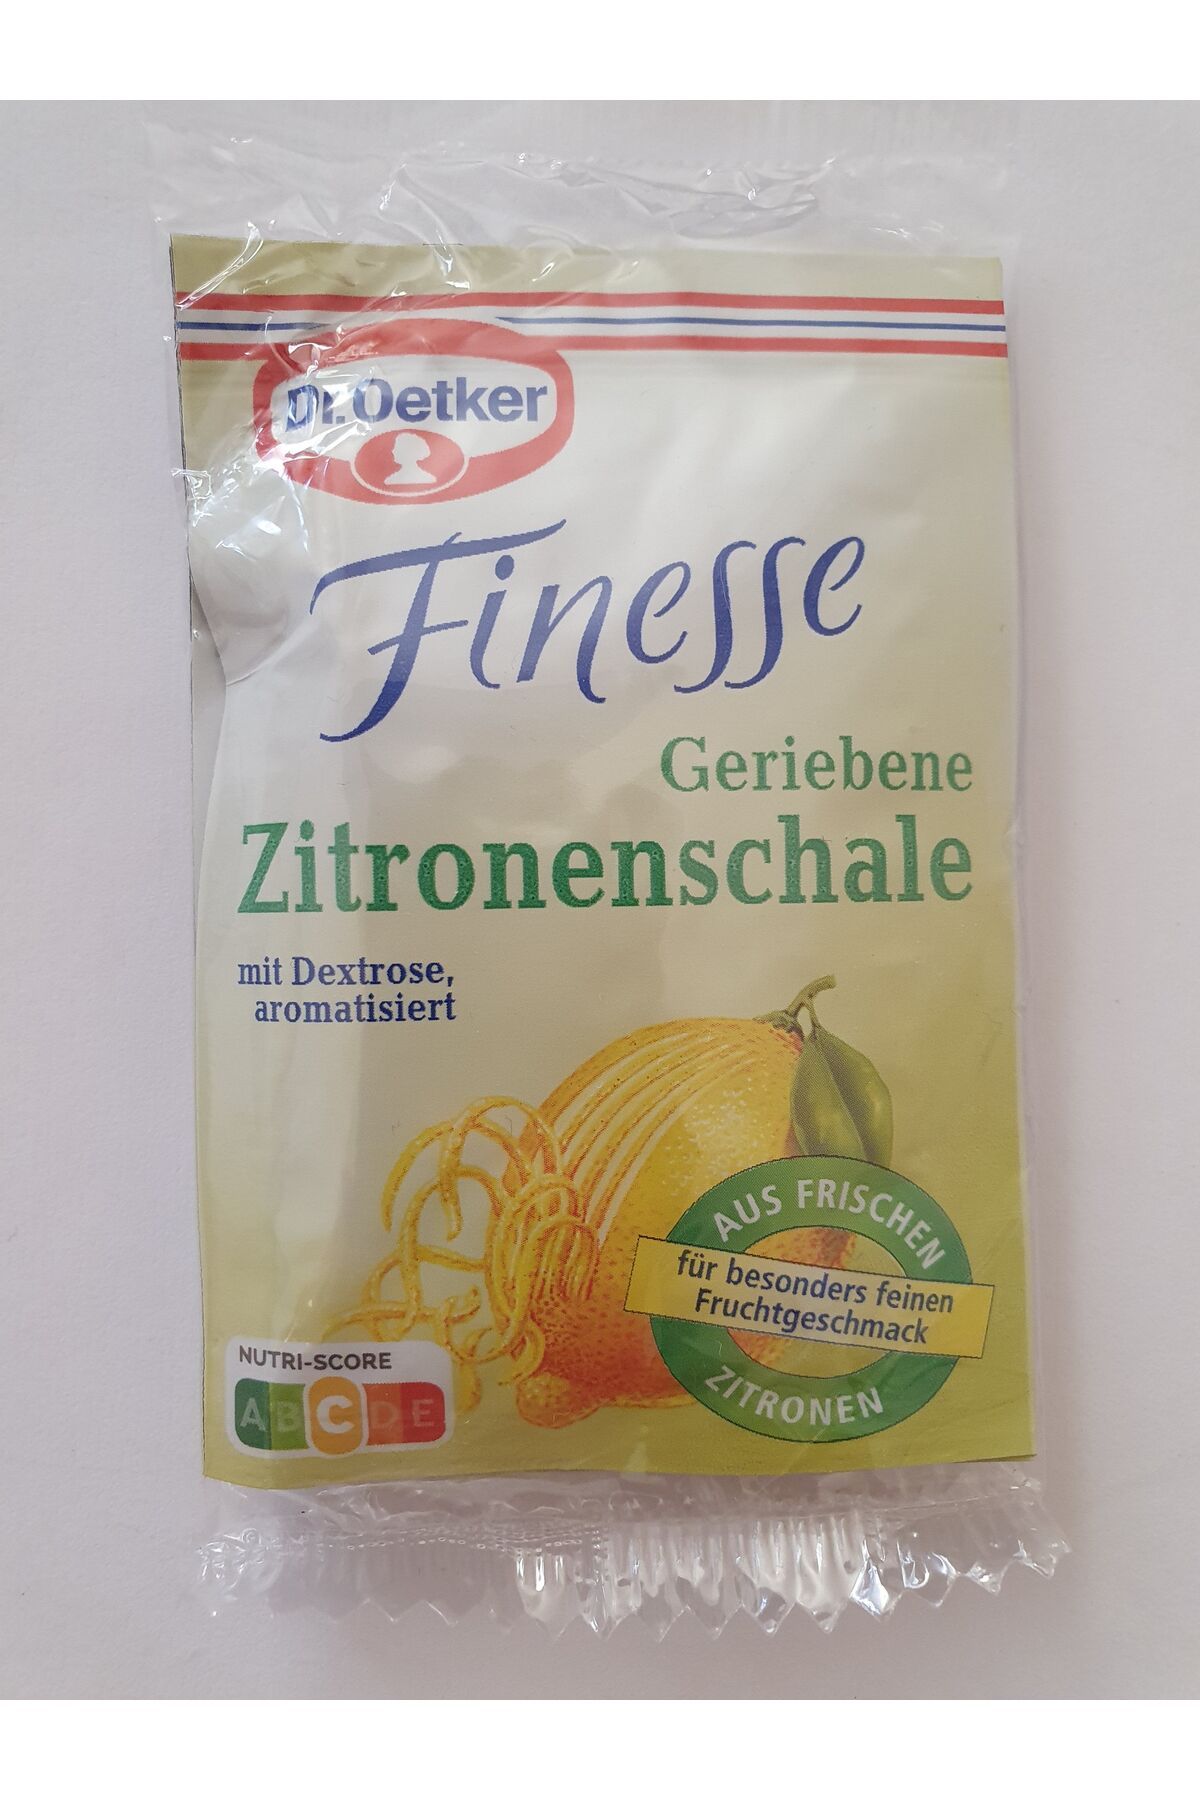 Dr. Oetker
Finesse
Geriebene
Zitronenschale
mit Dextrose,
aromatisiert
AUS FRISCHEN
für besonders feinen
Fruchtgeschmack
ZITRONEN
NUTRI-SCORE
A B C D E